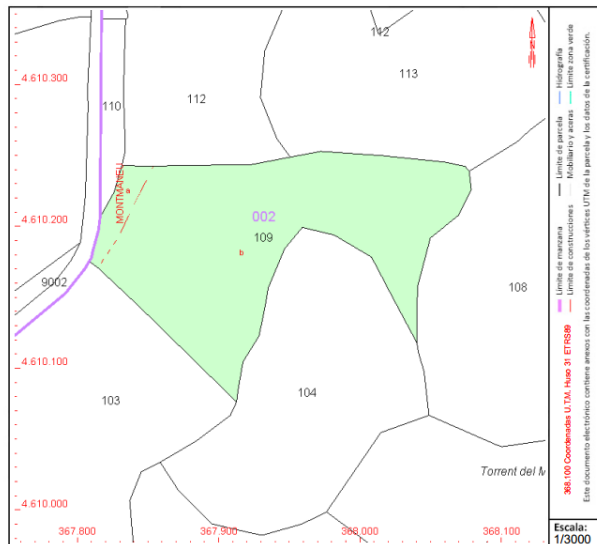 112
4.610.300
113
110
112
MONTMANEU
a
002
4.610.200
109
b
9002
108
4.610.100
103
104
Torrent del M
4.610.000
367.800
367.900
368.000
368.100
Hidrografía
Límite zona verde
Límite de parcela
Mobiliario y aceras
Límite de manzana
Límite de construcciones
368.100 Coordenadas U.T.M. Huso 31 ETRS89
Este documento electrónico contiene anexos con las coordenadas de los vértices UTM de la parcela y los datos de la certificación.
Escala:
1/3000